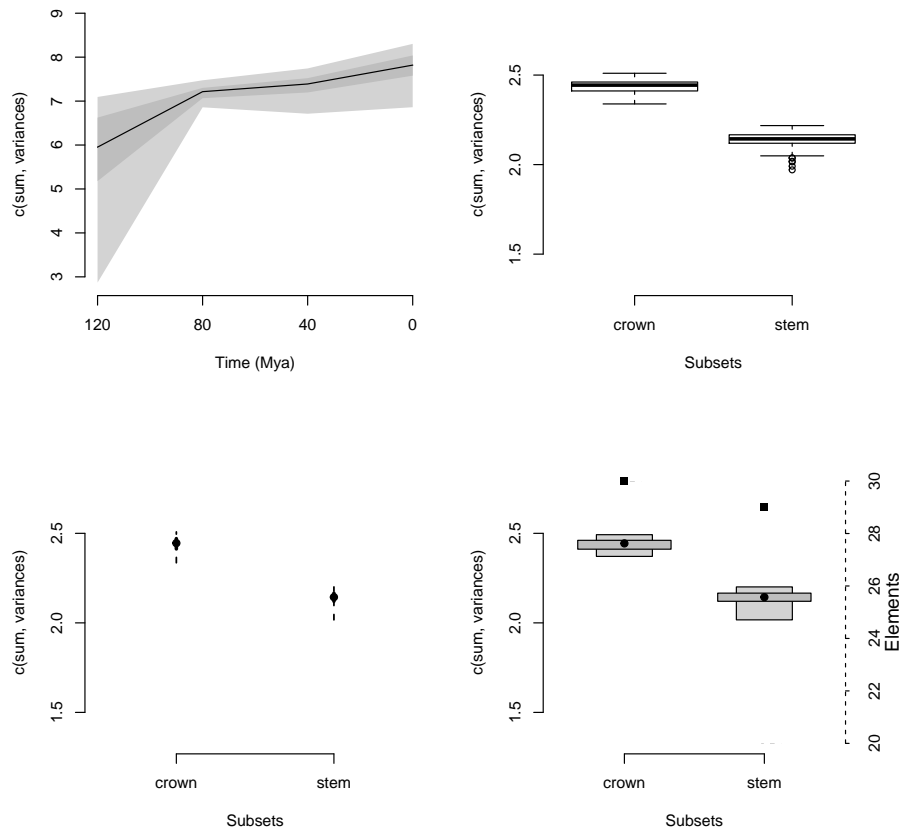 9
8
7
6
5
4
3
c(sum, variances)
120 80 40 0
Time (Mya)
2.5
2.0
1.5
c(sum, variances)
crown stem
Subsets
2.5
2.0
1.5
c(sum, variances)
crown stem
Subsets
2.5
2.0
1.5
c(sum, variances)
crown stem
Subsets
30
28
26
24
22
20
Elements